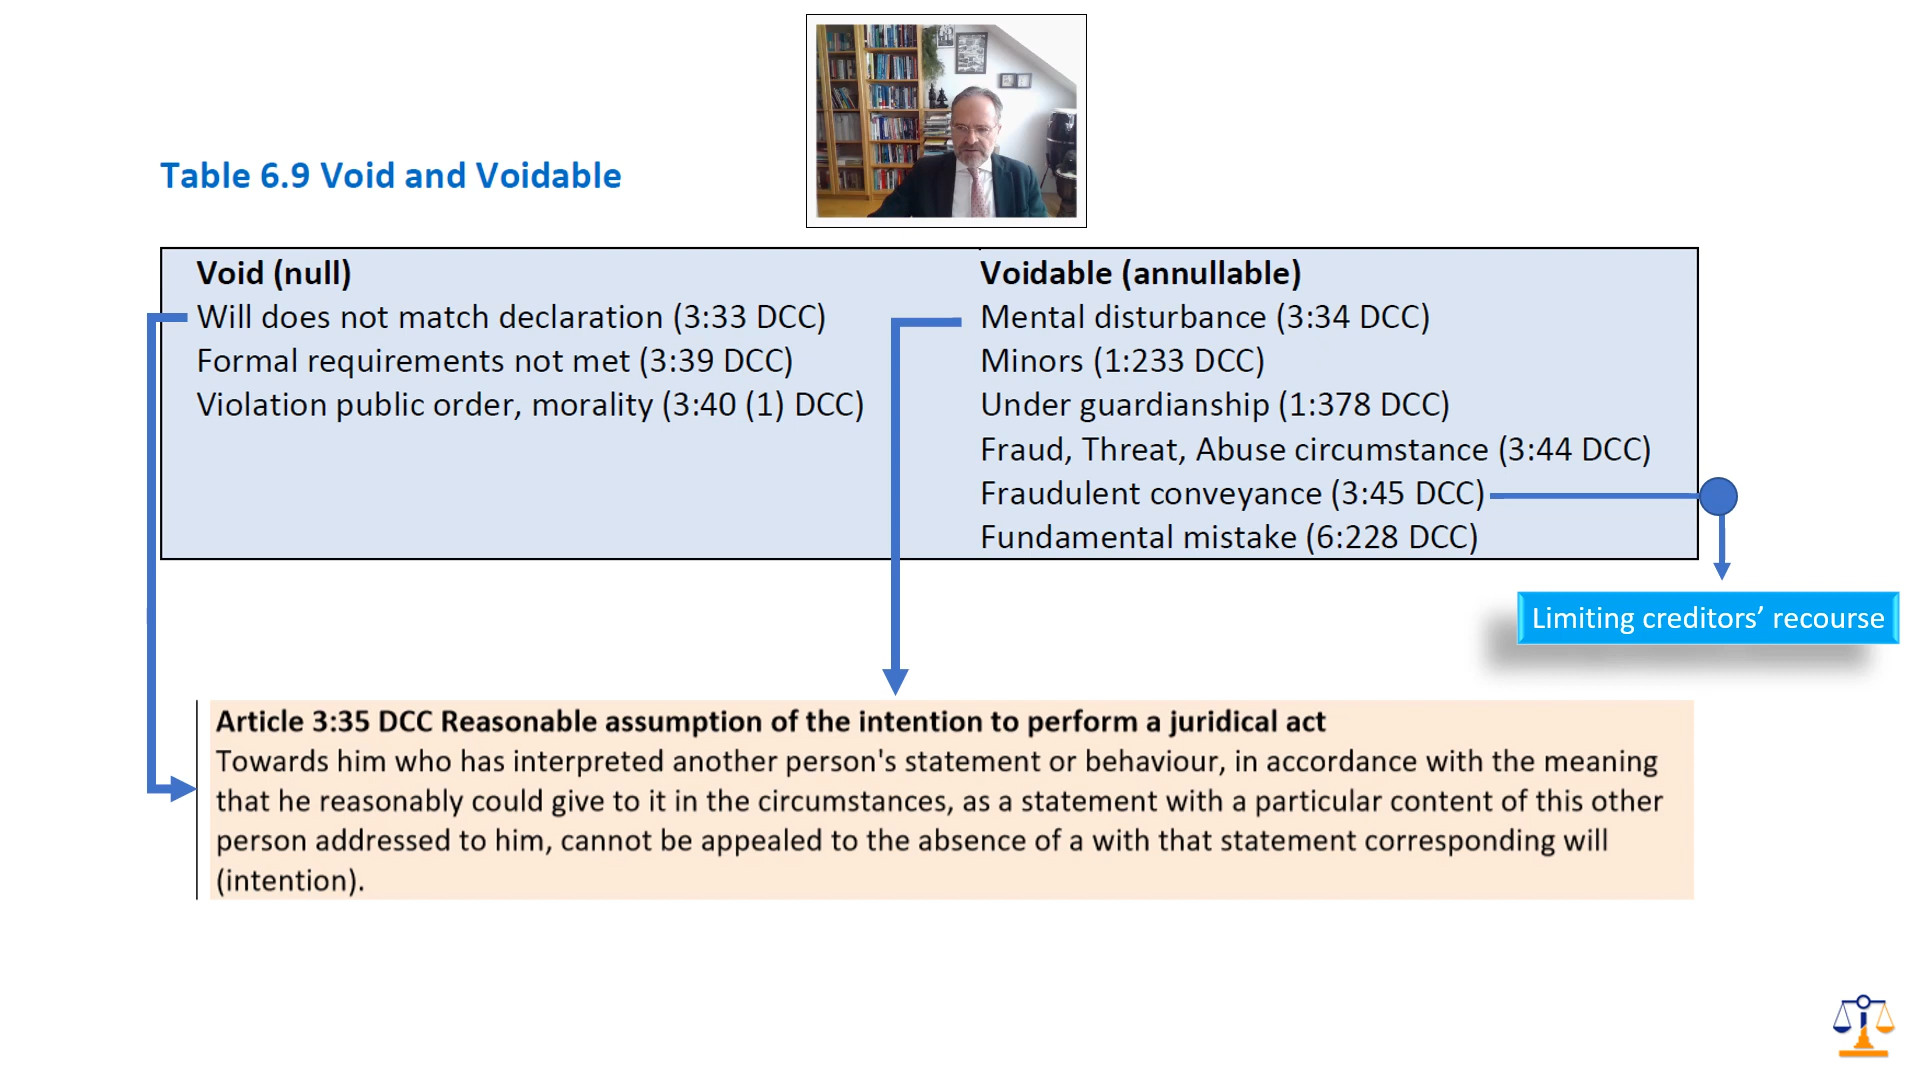 Table 6.9 Void and Voidable
Void (null)
Will does not match declaration (3:33 DCC)
Formal requirements not met (3:39 DCC)
Violation public order, morality (3:40 (1) DCC)
Voidable (annullable)
Mental disturbance (3:34 DCC)
Minors (1:233 DCC)
Under guardianship (1:378 DCC)
Fraud, Threat, Abuse circumstance (3:44 DCC)
Fraudulent conveyance (3:45 DCC)
Fundamental mistake (6:228 DCC)
Limiting creditors’ recourse
Article 3:35 DCC Reasonable assumption of the intention to perform a juridical act
Towards him who has interpreted another person's statement or behaviour, in accordance with the meaning
that he reasonably could give to it in the circumstances, as a statement with a particular content of this other
person addressed to him, cannot be appealed to the absence of a with that statement corresponding will
(intention).